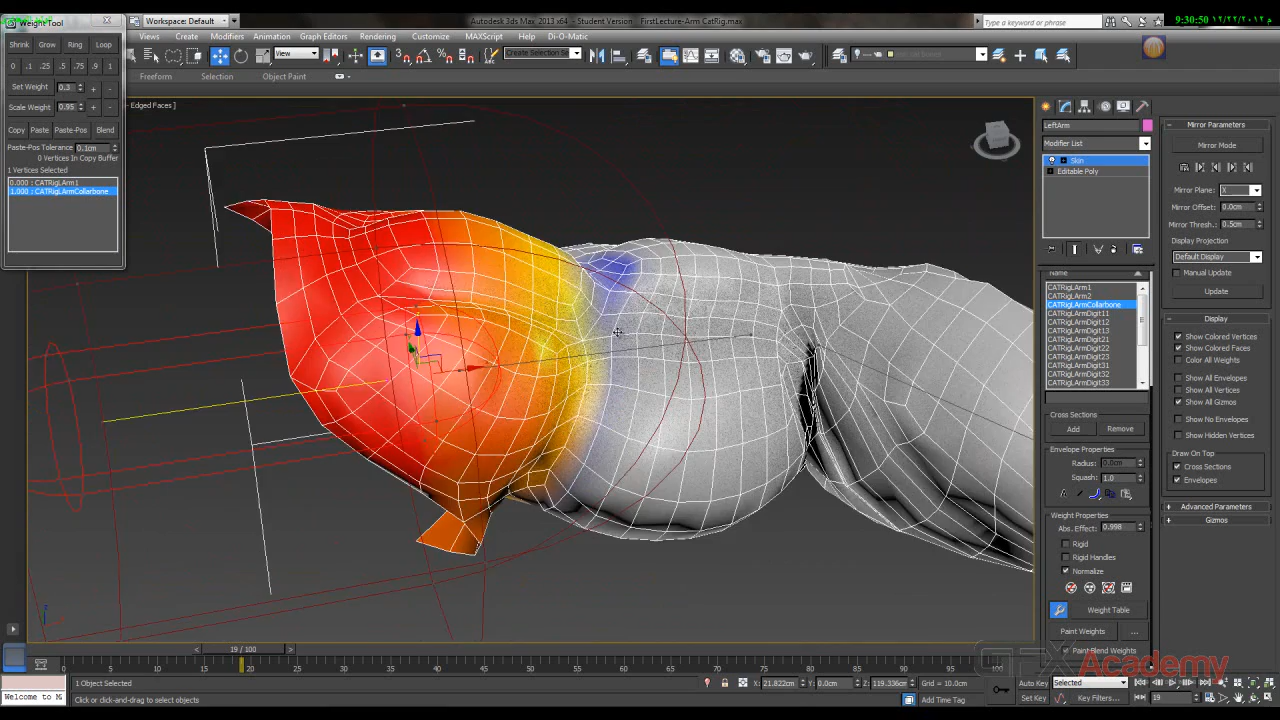 Weight Tool
Workspace: Default
Autodesk 3ds Max 2013 x64 - Student Version FirstLecture-Arm CatRig.max
Type a keyword or phrase
9:30:50
Views Create Modifiers Animation Graph Editors Rendering Customize MAXScript Help Di-O-Matic
Shrink Grow Ring Loop
View
Create Selection Se
0 .1 .25 .5 .75 .9 1
Freeform Selection Object Paint
Set Weight 0.3 + -
Scale Weight 0.95 + -
Edged Faces ]
Copy Paste Paste-Pos Blend
Paste-Pos Tolerance 0.1cm
0 Vertices In Copy Buffer
1 Vertices Selected
0.000 : CATRigLArm1
1.000 : CATRigLArmCollarbone
LeftArm
Modifier List
Skin
Editable Poly
Name
CATRigLArm1
CATRigLArm2
CATRigLArmCollarbone
CATRigLArmDigit11
CATRigLArmDigit12
CATRigLArmDigit13
CATRigLArmDigit21
CATRigLArmDigit22
CATRigLArmDigit23
CATRigLArmDigit31
CATRigLArmDigit32
CATRigLArmDigit33
Cross Sections
Add Remove
Envelope Properties
Radius: 0.0cm
Squash: 1.0
Weight Properties
Abs. Effect: 0.998
Rigid
Rigid Handles
Normalize
Weight Table
Paint Weights ...
Paint Blend Weights
Mirror Parameters
Mirror Mode
Mirror Plane: X
Mirror Offset: 0.0cm
Mirror Thresh.: 0.5cm
Display Projection
Default Display
Manual Update
Update
Display
Show Colored Vertices
Show Colored Faces
Color All Weights
Show All Envelopes
Show All Vertices
Show All Gizmos
Show No Envelopes
Show Hidden Vertices
Draw On Top
Cross Sections
Envelopes
Advanced Parameters
Gizmos
GFX Academy
19 / 100
0 5 10 15 20 25 30 35 40 45 50 55 60 65 70 75 80 85 90 95 100
1 Object Selected
X: 21.822cm Y: 0.0cm Z: 119.336cm Grid = 10.0cm
Auto Key Selected
Welcome to M
Click or click-and-drag to select objects
Add Time Tag
Set Key Key Filters... 19